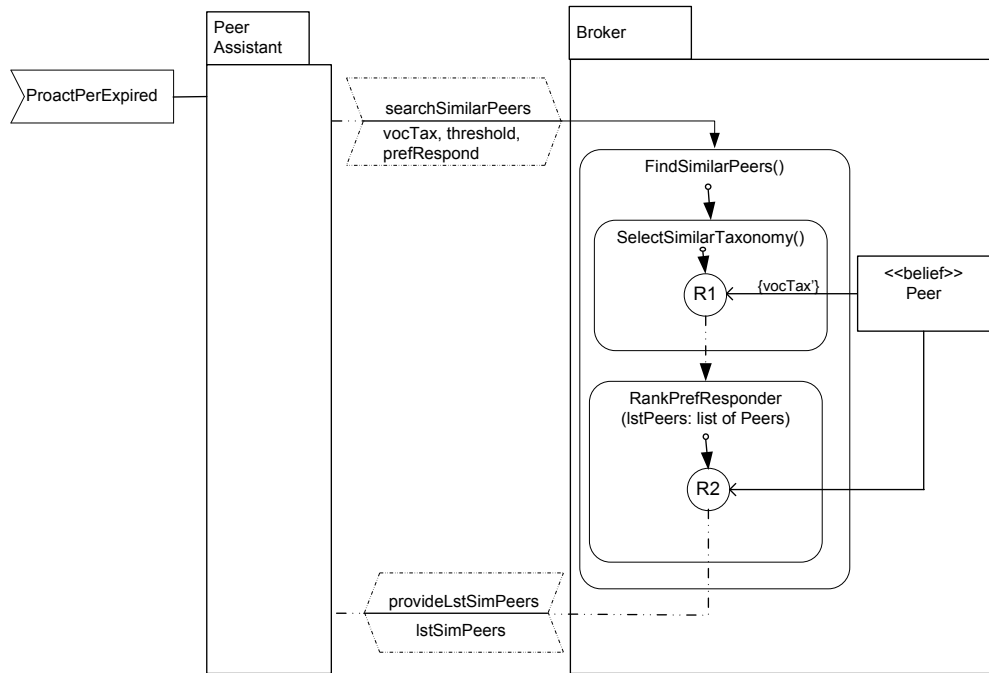 Peer
Assistant
Broker
ProactPerExpired
searchSimilarPeers
vocTax, threshold,
prefRespond
FindSimilarPeers()
SelectSimilarTaxonomy()
R1
{vocTax'}
<<belief>>
Peer
RankPrefResponder
(lstPeers: list of Peers)
R2
provideLstSimPeers
lstSimPeers